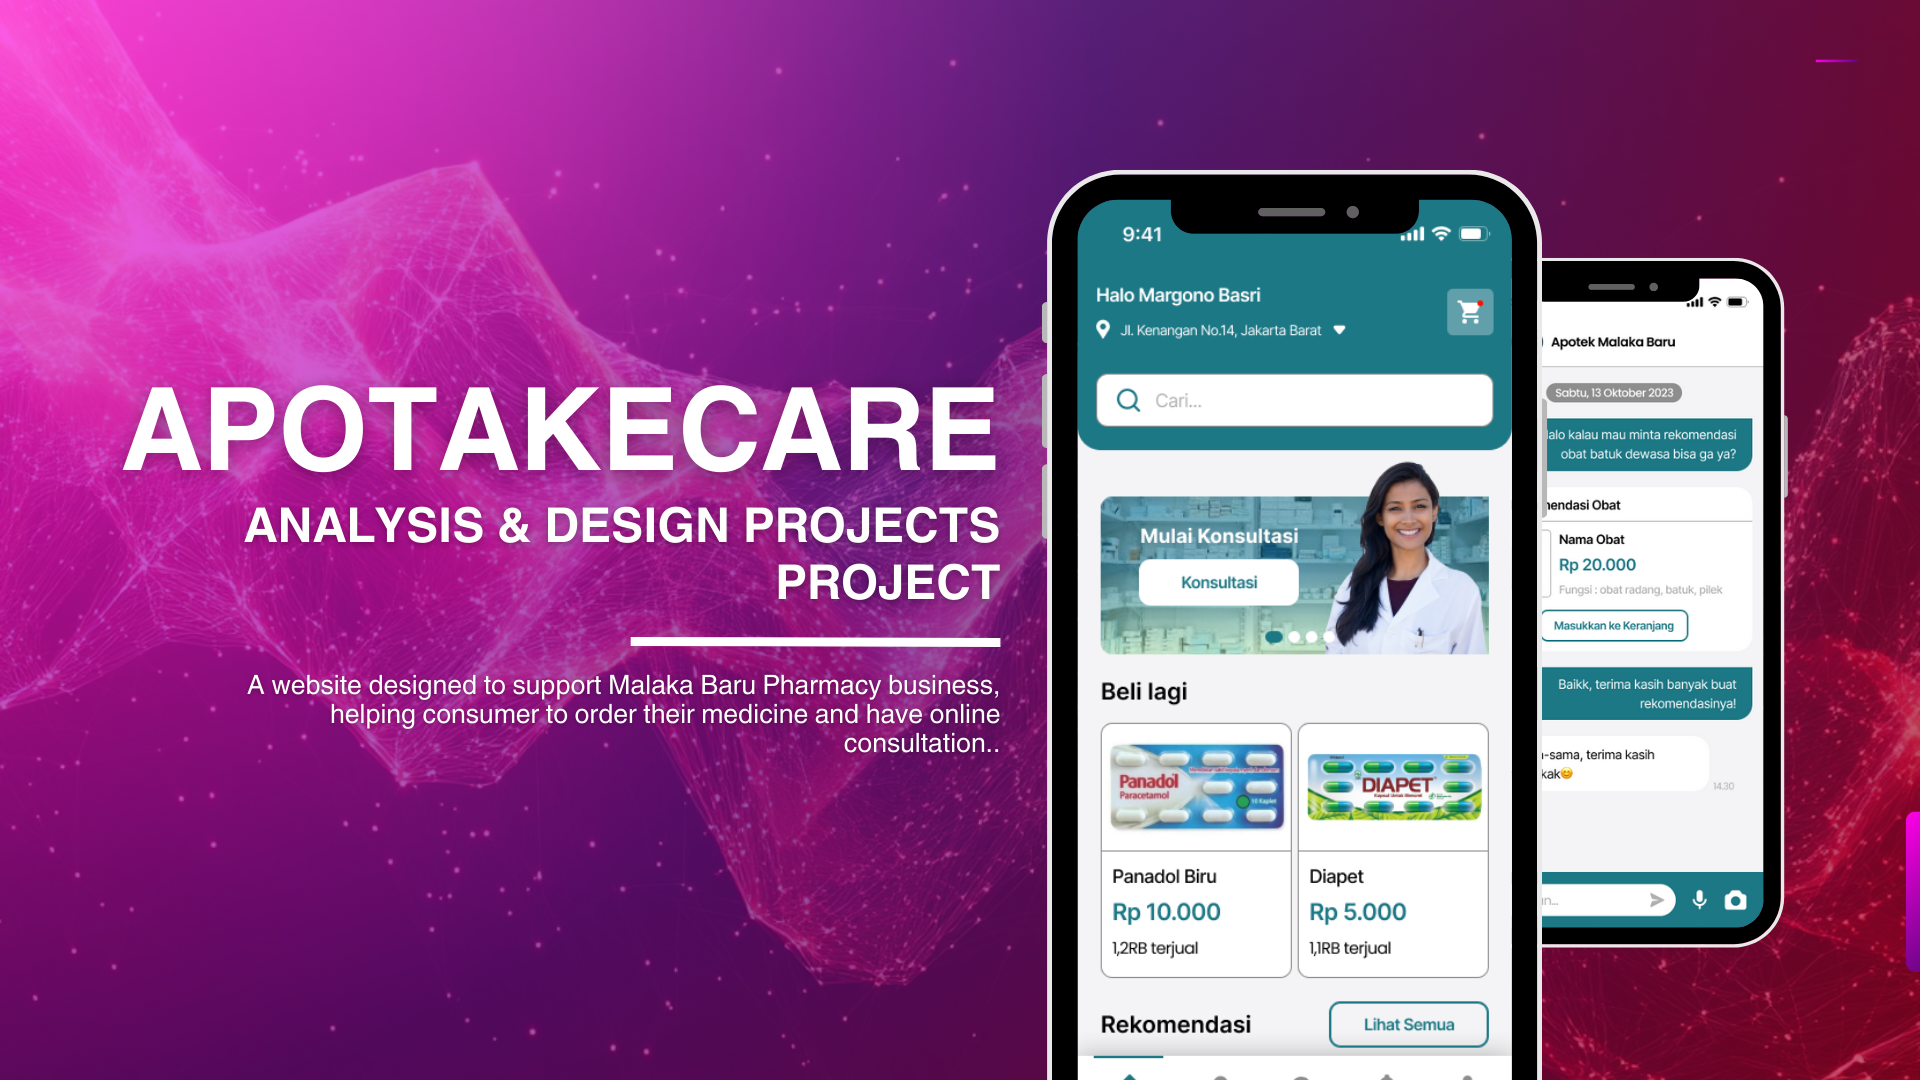 APOTAKECARE
ANALYSIS & DESIGN PROJECTS
PROJECT
A website designed to support Malaka Baru Pharmacy business,
helping consumer to order their medicine and have online
consultation..
9:41
Halo Margono Basri
Jl. Kenangan No.14, Jakarta Barat
Cari...
Mulai Konsultasi
Konsultasi
Beli lagi
Panadol
Paracetamol
10 Kaplet
DIAPET
Panadol Biru
Rp 10.000
1,2RB terjual
Diapet
Rp 5.000
1,1RB terjual
Rekomendasi
Lihat Semua
Apotek Malaka Baru
Sabtu, 13 Oktober 2023
alo kalau mau minta rekomendasi
obat batuk dewasa bisa ga ya?
nendasi Obat
Nama Obat
Rp 20.000
Fungsi : obat radang, batuk, pilek
Masukkan ke Keranjang
Baikk, terima kasih banyak buat
rekomendasinya!
-sama, terima kasih
kak😊
14.30